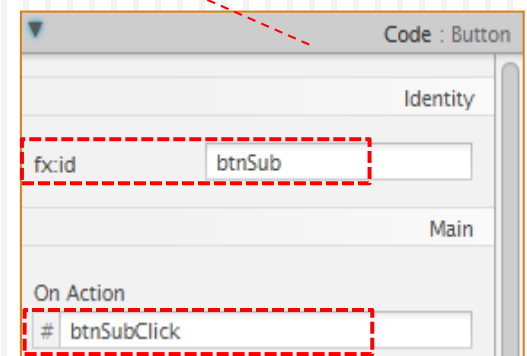 Code : Button
Identity
fx:id btnSub
Main
On Action
# btnSubClick